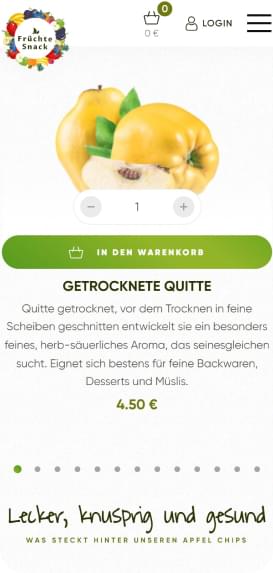 Früchte
Snack
0
0 €
LOGIN
1
IN DEN WARENKORB
GETROCKNETE QUITTE
Quitte getrocknet, vor dem Trocknen in feine
Scheiben geschnitten entwickelt sie ein besonders
feines, herb-säuerliches Aroma, das seinesgleichen
sucht. Eignet sich bestens für feine Backwaren,
Desserts und Müslis.
4.50 €
Lecker, knusprig und gesund
WAS STECKT HINTER UNSEREN APFEL CHIPS